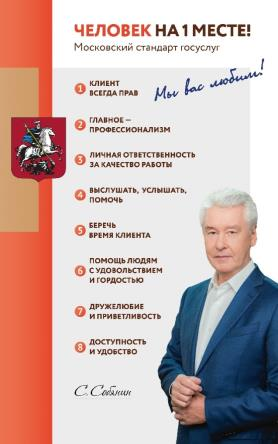 ЧЕЛОВЕК НА 1 МЕСТЕ!
Московский стандарт госуслуг
Мы вас любим!
1 КЛИЕНТ
ВСЕГДА ПРАВ
2 ГЛАВНОЕ –
ПРОФЕССИОНАЛИЗМ
3 ЛИЧНАЯ ОТВЕТСТВЕННОСТЬ
ЗА КАЧЕСТВО РАБОТЫ
4 ВЫСЛУШАТЬ, УСЛЫШАТЬ,
ПОМОЧЬ
5 БЕРЕЧЬ
ВРЕМЯ КЛИЕНТА
6 ПОМОЩЬ ЛЮДЯМ
С УДОВОЛЬСТВИЕМ
И ГОРДОСТЬЮ
7 ДРУЖЕЛЮБИЕ
И ПРИВЕТЛИВОСТЬ
8 ДОСТУПНОСТЬ
И УДОБСТВО
С. Собянин